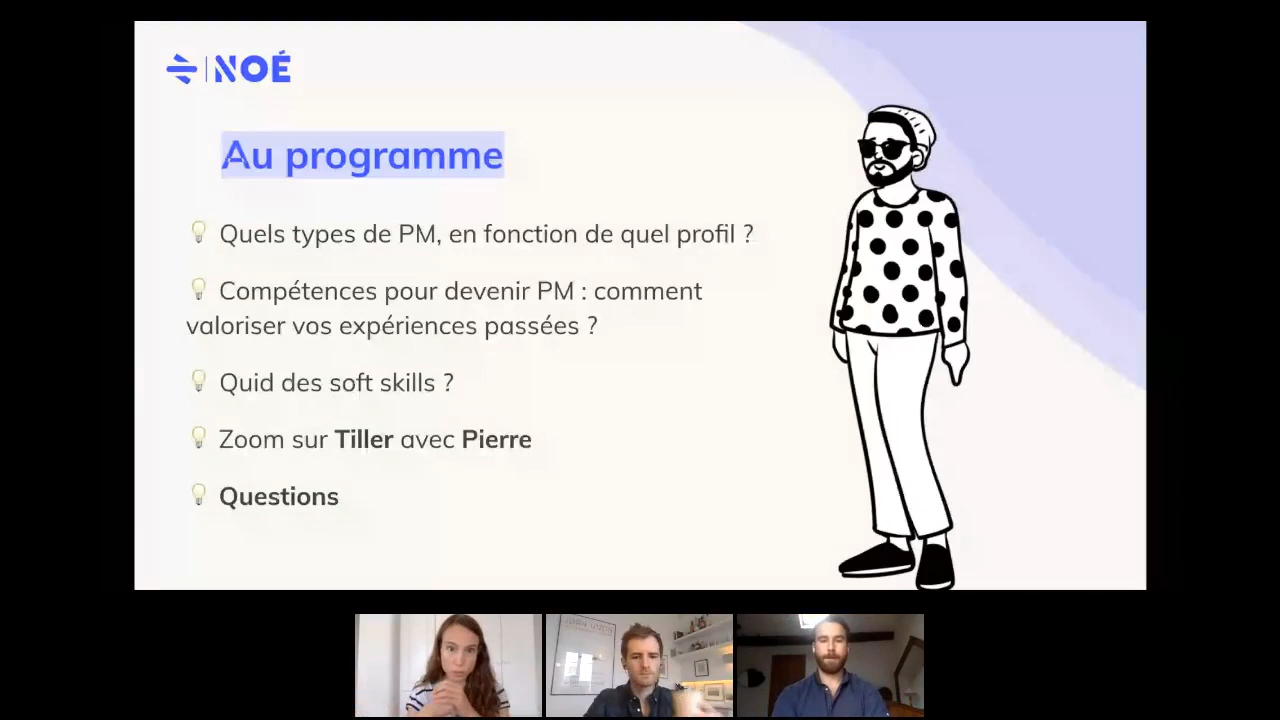 NOÉ
Au programme
Quels types de PM, en fonction de quel profil ?
Compétences pour devenir PM : comment
valoriser vos expériences passées ?
Quid des soft skills ?
Zoom sur Tiller avec Pierre
Questions